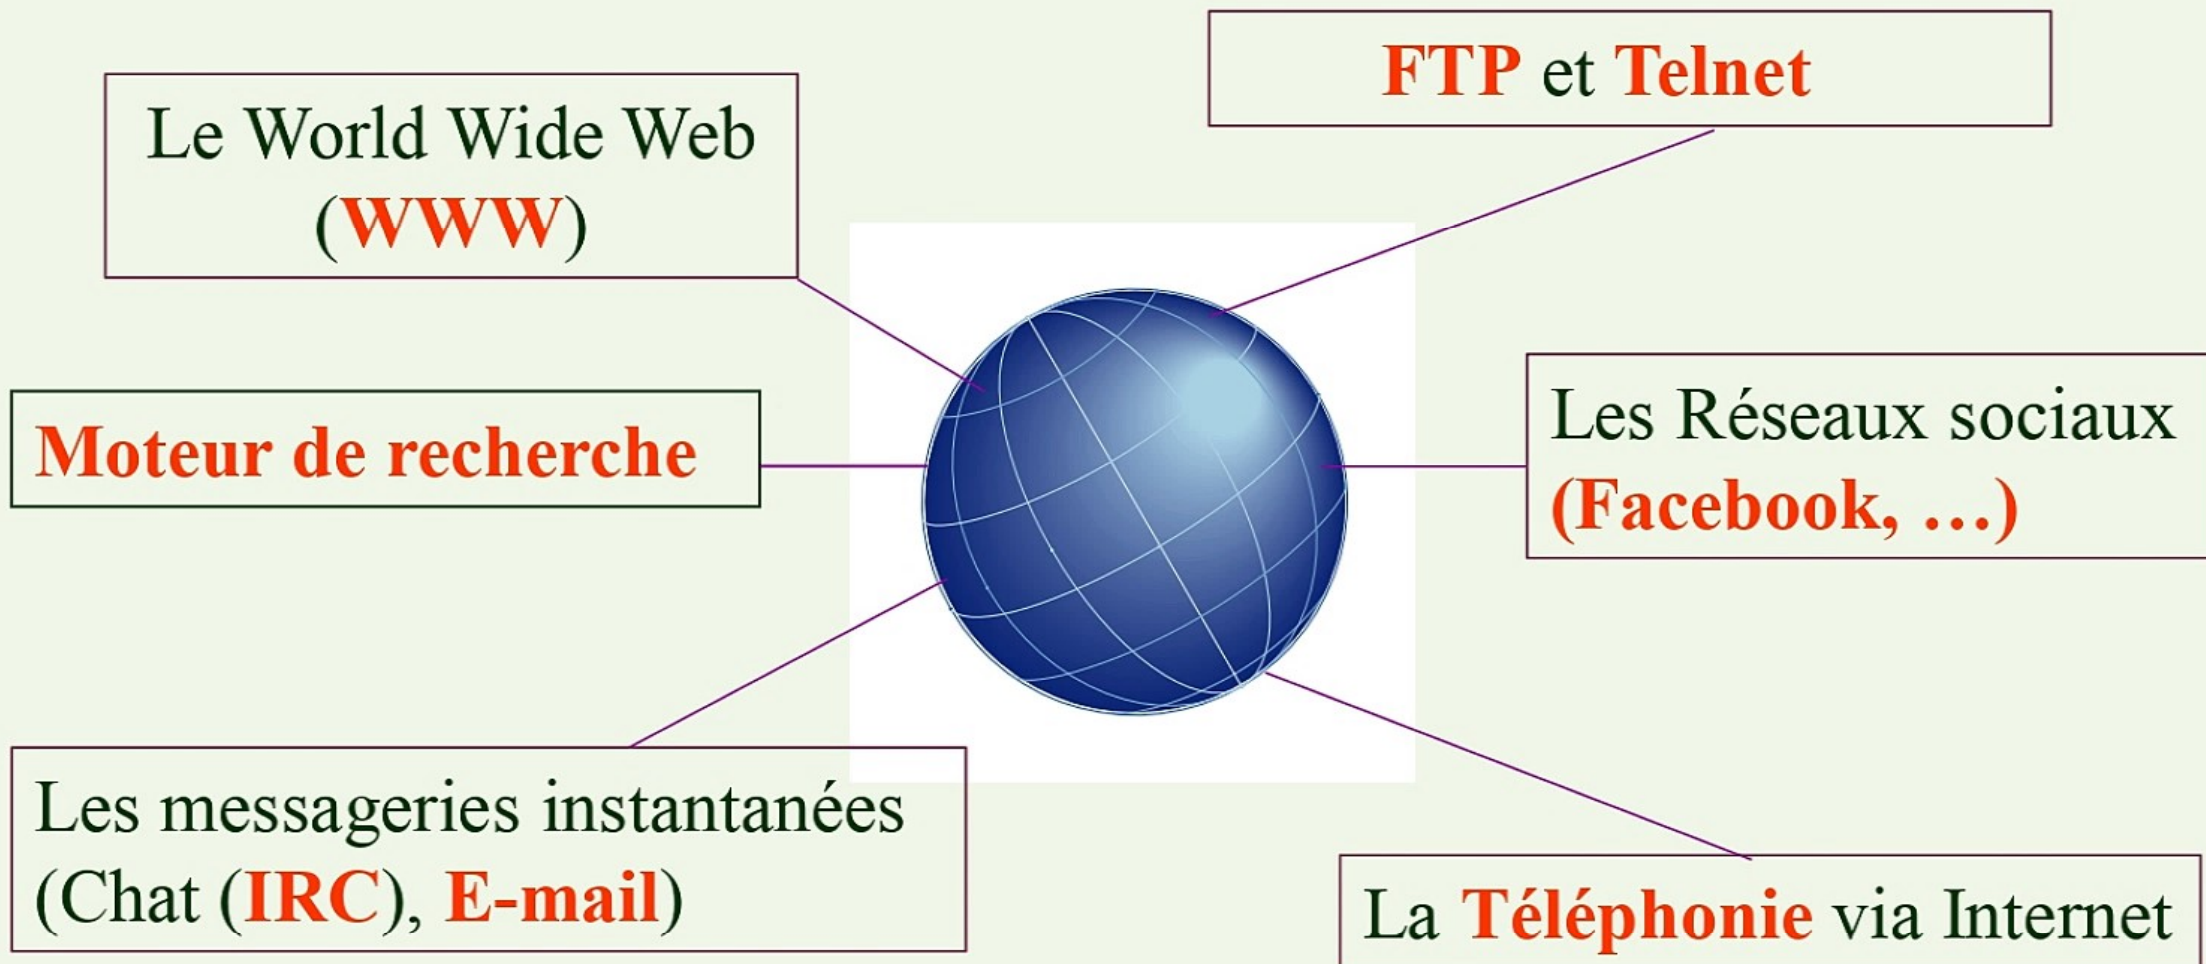 Le World Wide Web
(WWW)
FTP et Telnet
Moteur de recherche
Les Réseaux sociaux
(Facebook, …)
Les messageries instantanées
(Chat (IRC), E-mail)
La Téléphonie via Internet